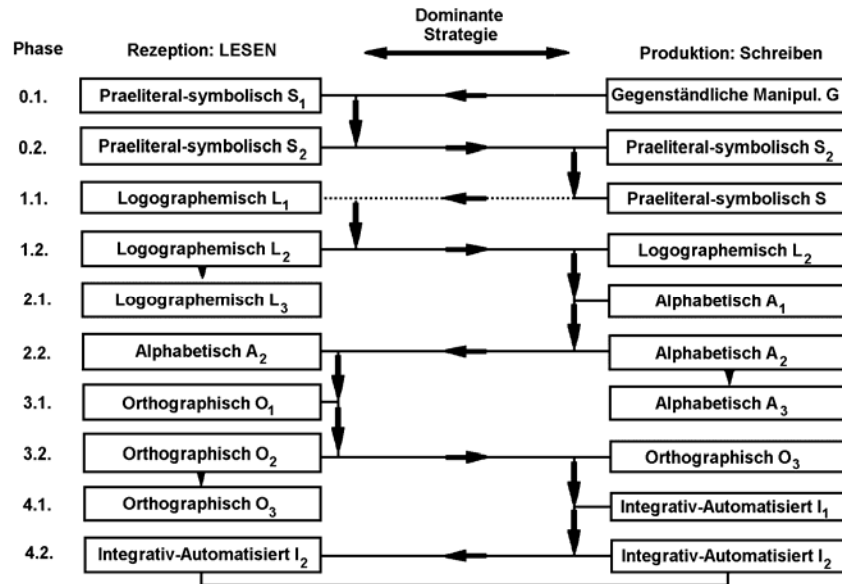 Dominante
Strategie
Phase Rezeption: LESEN Produktion: Schreiben
0.1. Praeliteral-symbolisch S₁ Gegenständliche Manipul. G
0.2. Praeliteral-symbolisch S₂ Praeliteral-symbolisch S₂
1.1. Logographemisch L₁ Praeliteral-symbolisch S
1.2. Logographemisch L₂ Logographemisch L₂
2.1. Logographemisch L₃ Alphabetisch A₁
2.2. Alphabetisch A₂ Alphabetisch A₂
3.1. Orthographisch O₁ Alphabetisch A₃
3.2. Orthographisch O₂ Orthographisch O₃
4.1. Orthographisch O₃ Integrativ-Automatisiert I₁
4.2. Integrativ-Automatisiert I₂ Integrativ-Automatisiert I₂